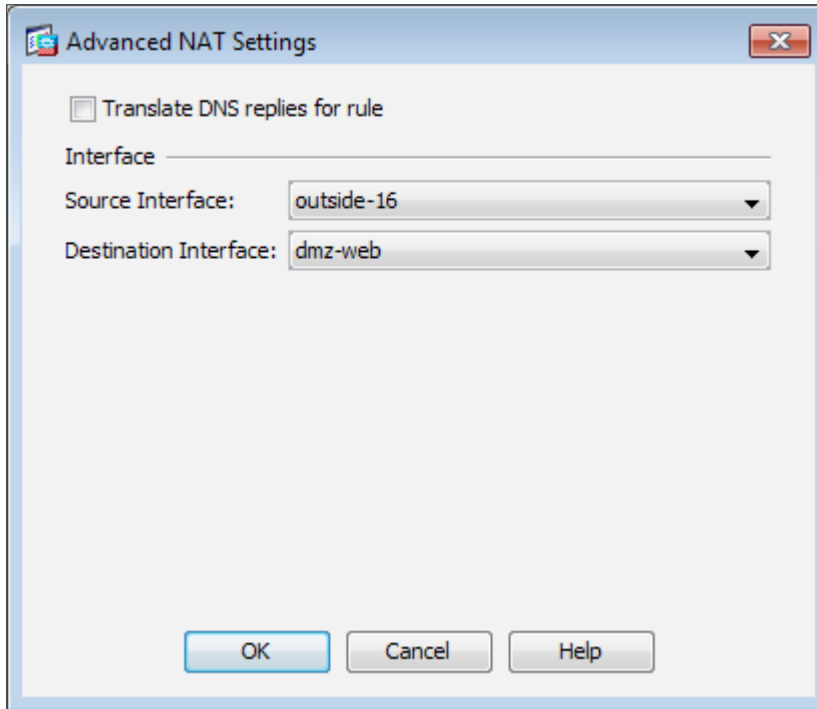 Advanced NAT Settings
Translate DNS replies for rule
Interface
Source Interface: outside-16
Destination Interface: dmz-web
OK Cancel Help